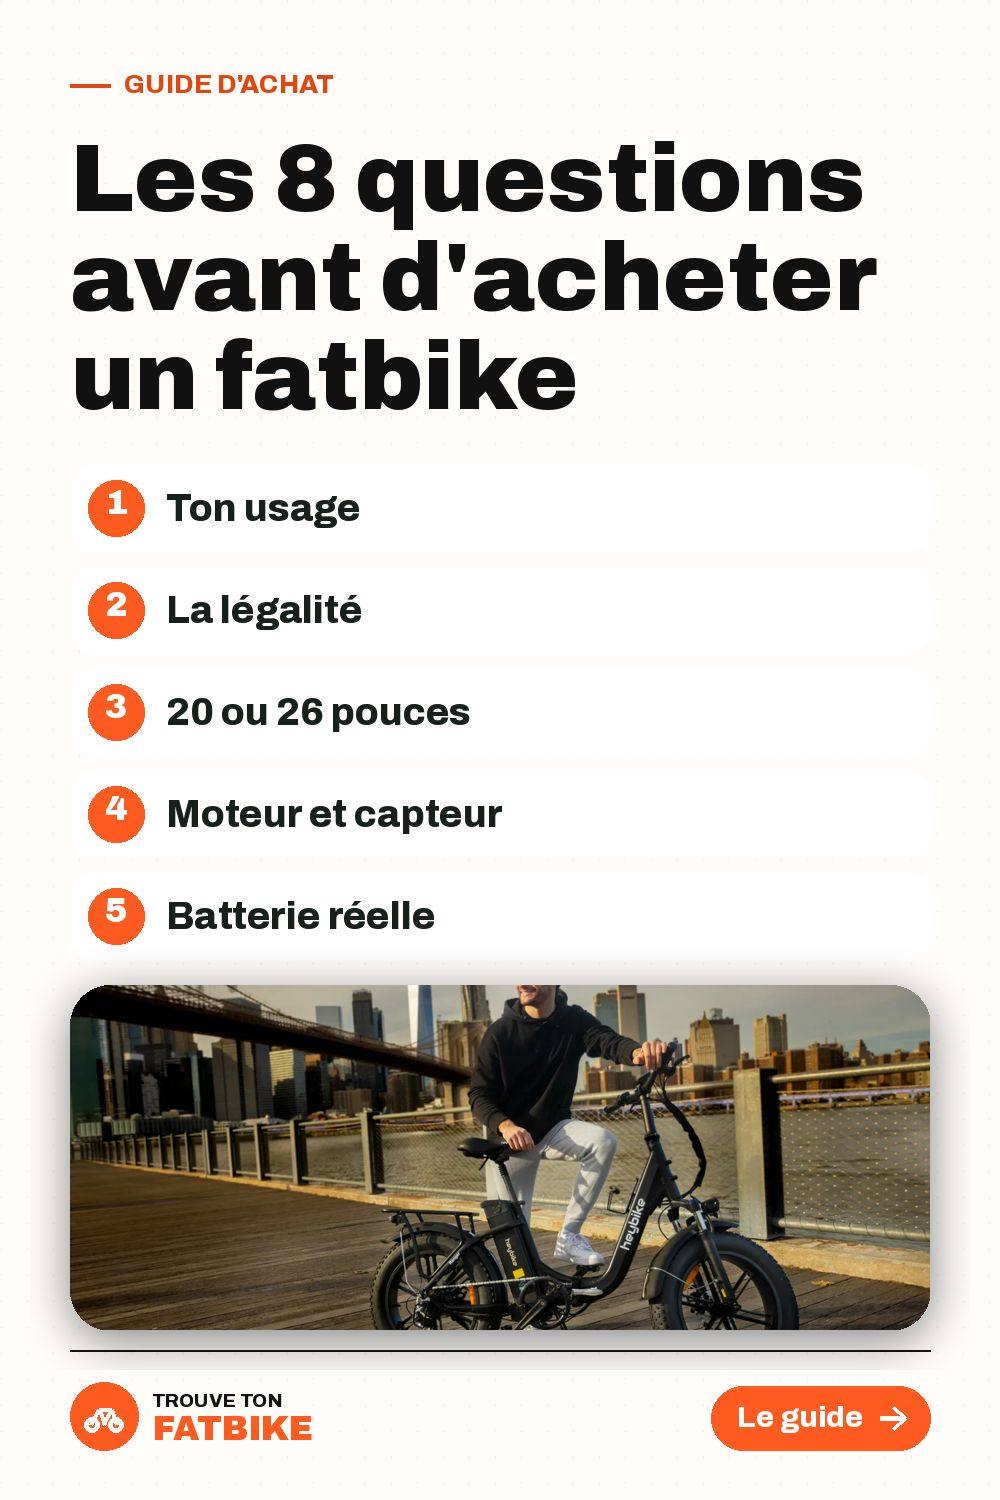 GUIDE D'ACHAT
Les 8 questions
avant d'acheter
un fatbike
1 Ton usage
2 La légalité
3 20 ou 26 pouces
4 Moteur et capteur
5 Batterie réelle
heybike
heybike
TROUVE TON
FATBIKE
Le guide →